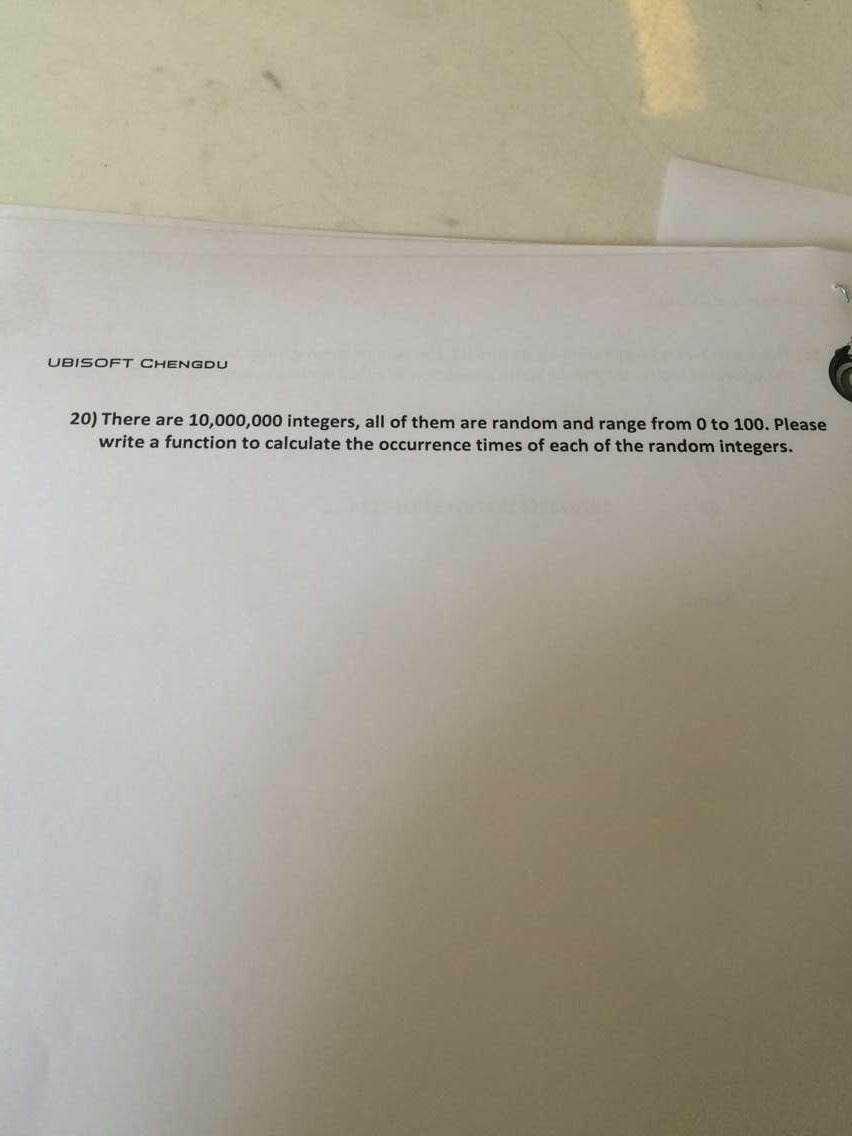 UBISOFT CHENGDU
20) There are 10,000,000 integers, all of them are random and range from 0 to 100. Please
write a function to calculate the occurrence times of each of the random integers.